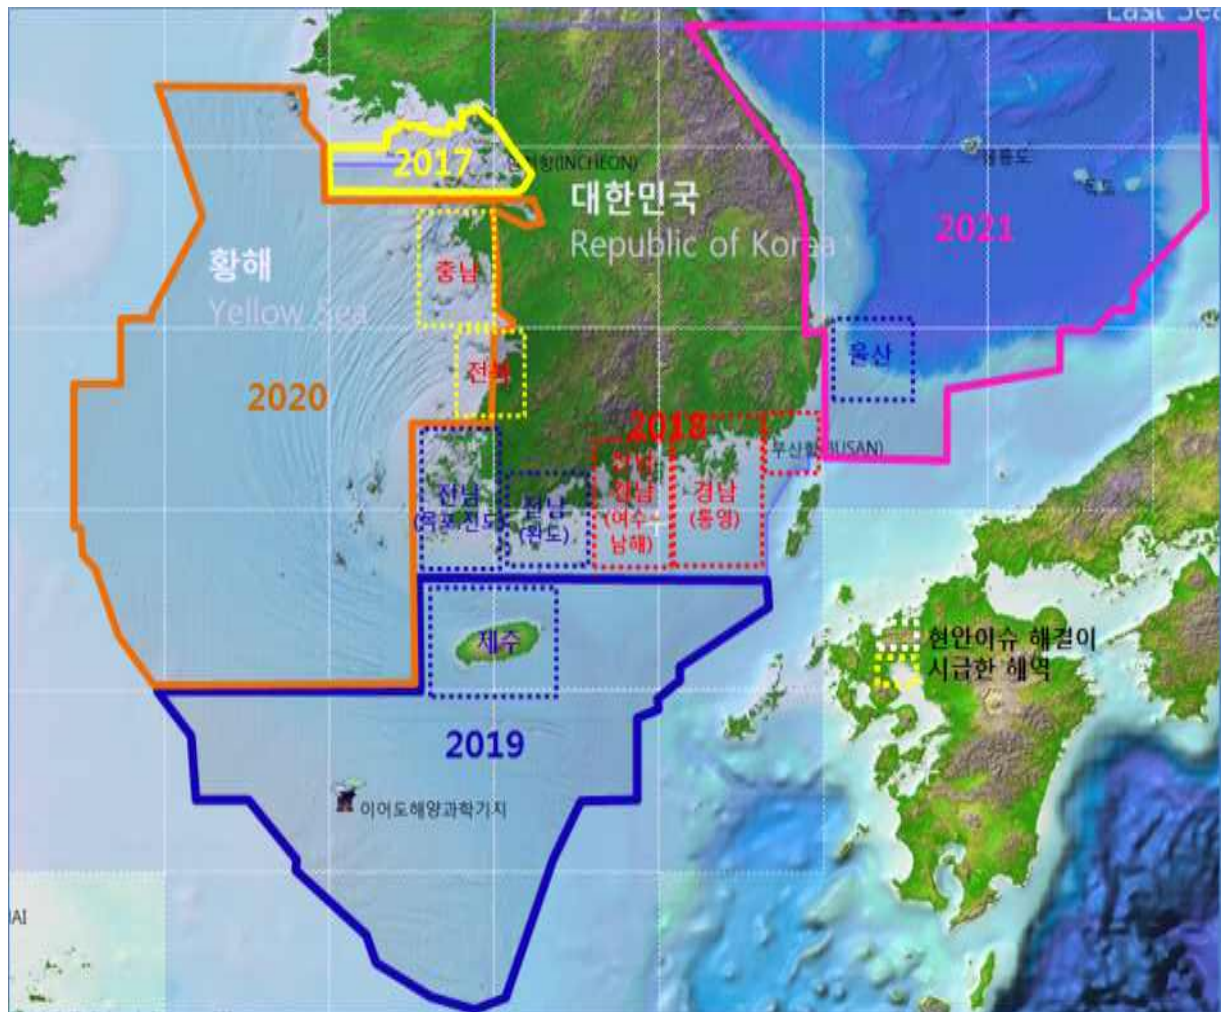 East Sea
2017
(INCHEON)
대한민국
Republic of Korea
울릉도
독도
2021
황해
Yellow Sea
충남
울산
전북
2020
2018
부산항(BUSAN)
전남
(목포,진도)
전남
(완도)
전남
경남
(여수
남해)
경남
(통영)
제주
현안이슈 해결이
시급한 해역
2019
이어도해양과학기지
HAI